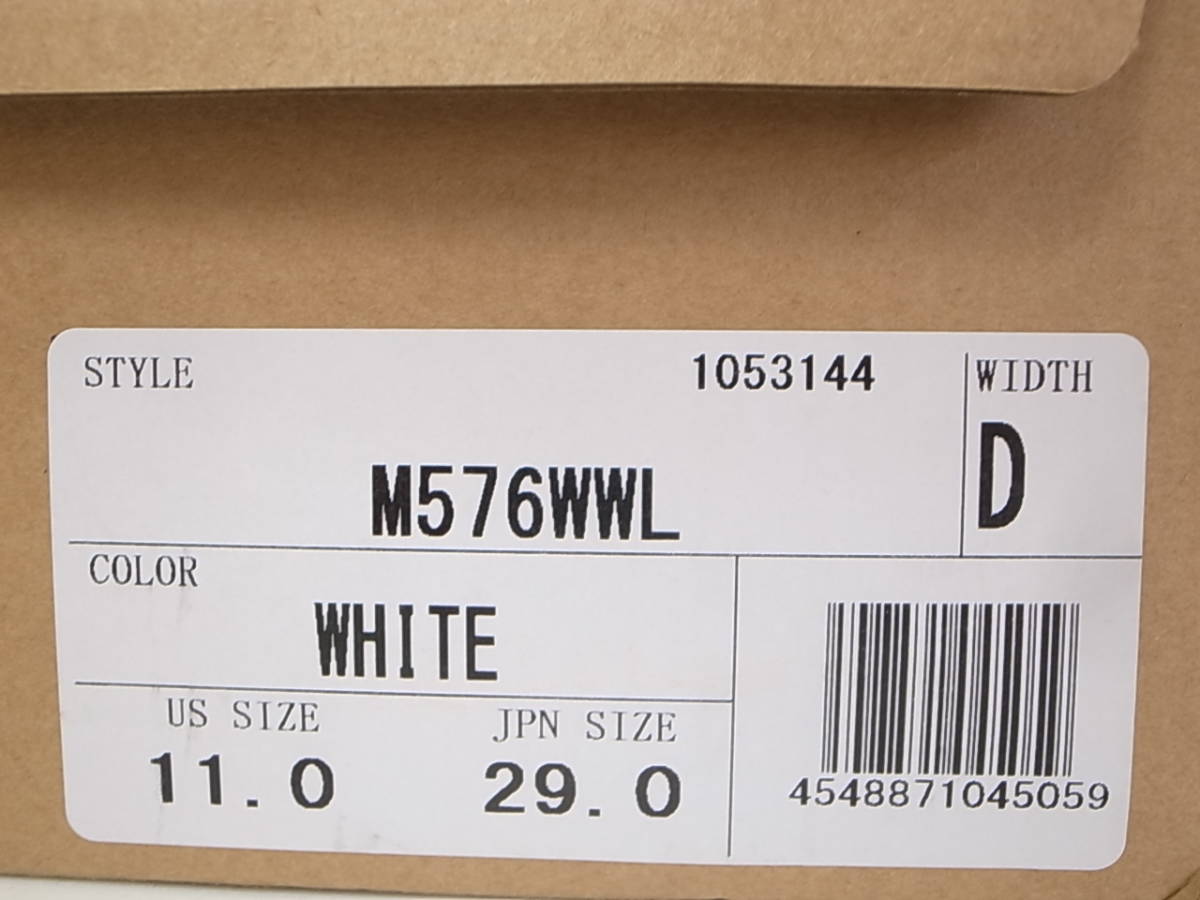 STYLE 1053144 WIDTH
M576WWL D
COLOR
WHITE
US SIZE JPN SIZE
11.0 29.0
4548871045059